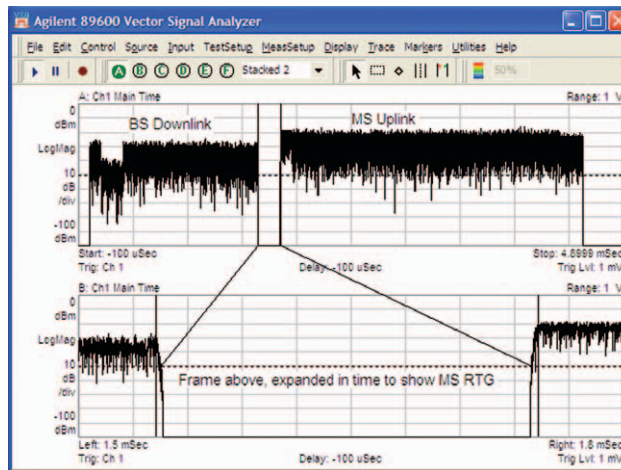 Agilent 89600 Vector Signal Analyzer
File Edit Control Source Input TestSetup MeasSetup Display Trace Markers Utilities Help
A B C D E F Stacked 2 50%
A: Ch1 Main Time Range: 1 V
0
dBm
BS Downlink MS Uplink
LogMag
10
dB
/div
-100
dBm
Start: -100 uSec Stop: 4.8999 mSec
Trig: Ch 1 Delay: -100 uSec Trig Lvl: 1 mV
B: Ch1 Main Time Range: 1 V
0
dBm
LogMag
10
dB
/div
Frame above, expanded in time to show MS RTG
-100
dBm
Left: 1.5 mSec Right: 1.8 mSec
Trig: Ch 1 Delay: -100 uSec Trig Lvl: 1 mV